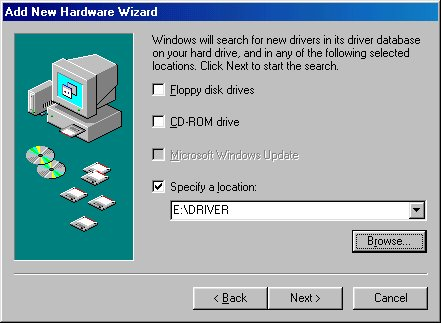 Add New Hardware Wizard
Windows will search for new drivers in its driver database
on your hard drive, and in any of the following selected
locations. Click Next to start the search.
Floppy disk drives
CD-ROM drive
Microsoft Windows Update
Specify a location:
E:\DRIVER
Browse...
< Back
Next >
Cancel